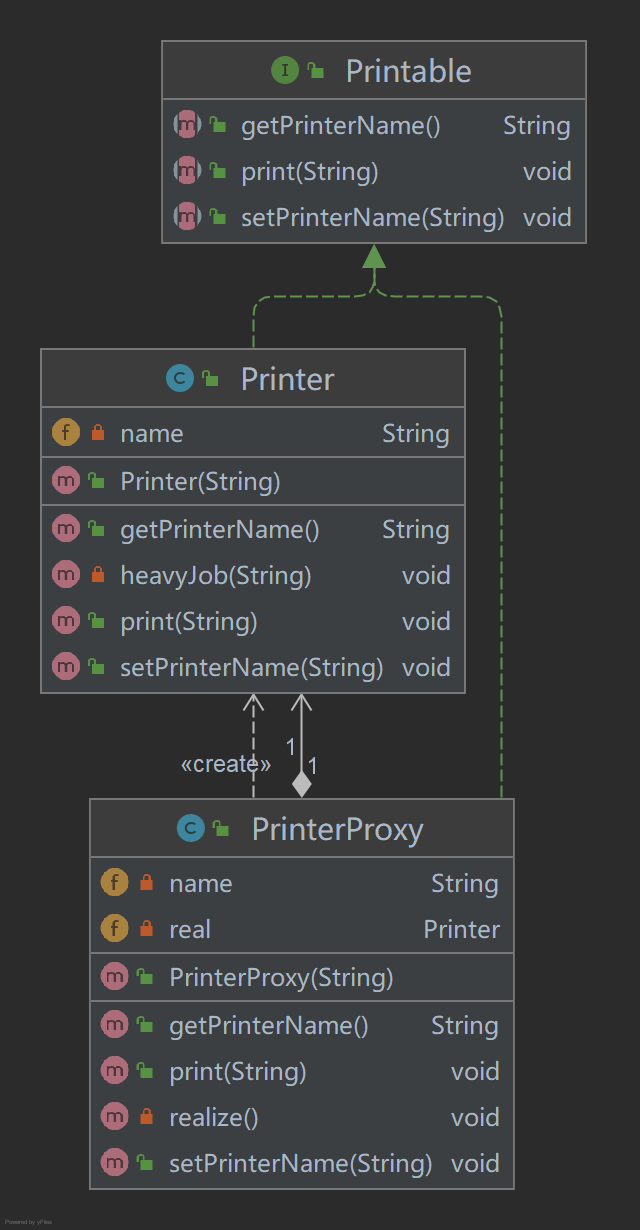 I Printable
m getPrinterName() String
m print(String) void
m setPrinterName(String) void
C Printer
f name String
m Printer(String)
m getPrinterName() String
m heavyJob(String) void
m print(String) void
m setPrinterName(String) void
1
«create» 1
C PrinterProxy
f name String
f real Printer
m PrinterProxy(String)
m getPrinterName() String
m print(String) void
m realize() void
m setPrinterName(String) void
Powered by yFiles